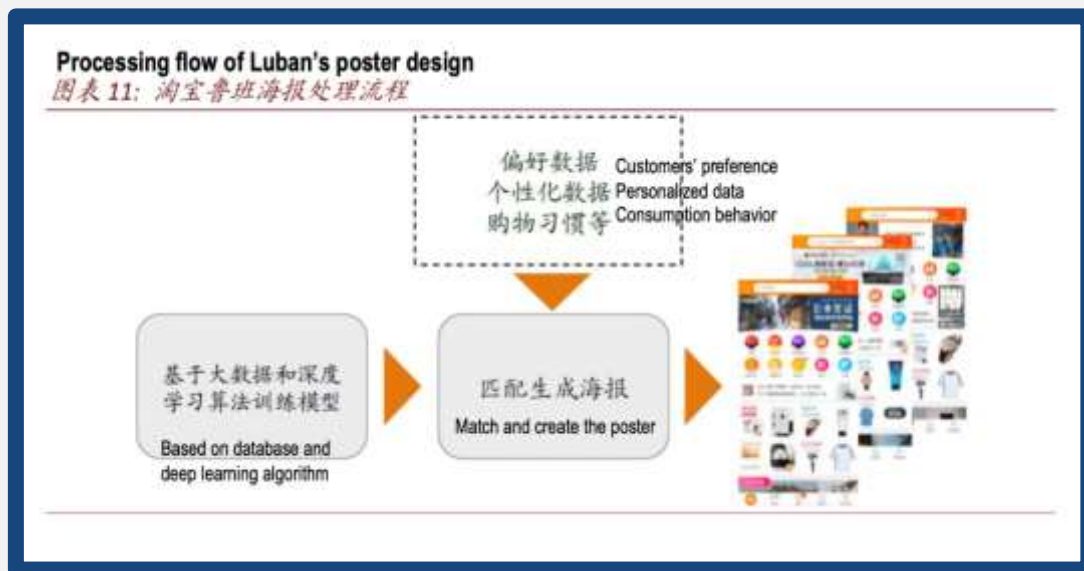 Processing flow of Luban's poster design
图表 11: 淘宝鲁班海报处理流程
偏好数据
个性化数据
购物习惯等
Customers' preference
Personalized data
Consumption behavior
基于大数据和深度
学习算法训练模型
Based on database and
deep learning algorithm
匹配生成海报
Match and create the poster